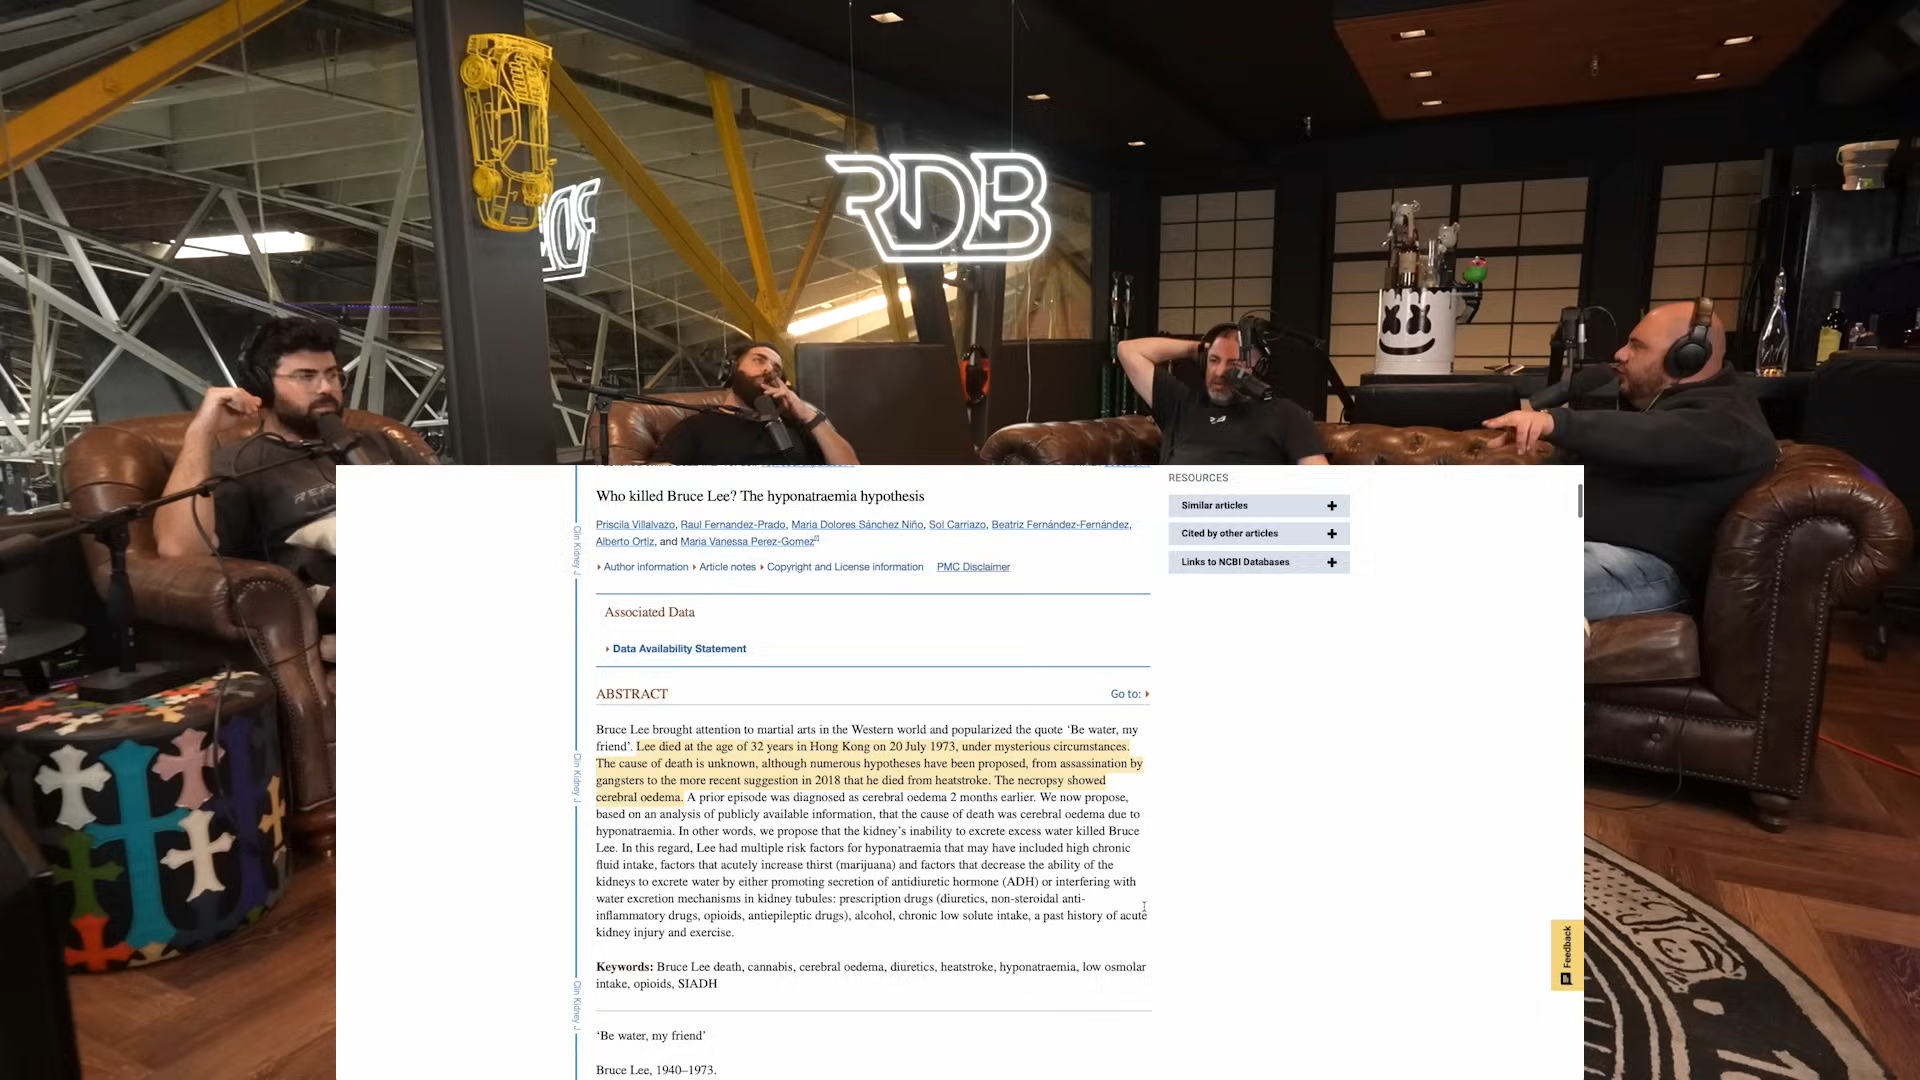 RDB
RESOURCES
Who killed Bruce Lee? The hyponatraemia hypothesis
Similar articles
Priscila Villalvazo, Raul Fernandez-Prado, Maria Dolores Sánchez Niño, Sol Carriazo, Beatriz Fernández-Fernández,
Cited by other articles
Alberto Ortiz, and Maria Vanessa Perez-Gomez
Links to NCBI Databases
Author information Article notes Copyright and License information PMC Disclaimer
Clin Kidney J
Associated Data
Data Availability Statement
ABSTRACT
Go to:
Bruce Lee brought attention to martial arts in the Western world and popularized the quote ‘Be water, my
friend’. Lee died at the age of 32 years in Hong Kong on 20 July 1973, under mysterious circumstances.
The cause of death is unknown, although numerous hypotheses have been proposed, from assassination by
gangsters to the more recent suggestion in 2018 that he died from heatstroke. The necropsy showed
cerebral oedema. A prior episode was diagnosed as cerebral oedema 2 months earlier. We now propose,
based on an analysis of publicly available information, that the cause of death was cerebral oedema due to
hyponatraemia. In other words, we propose that the kidney’s inability to excrete excess water killed Bruce
Lee. In this regard, Lee had multiple risk factors for hyponatraemia that may have included high chronic
fluid intake, factors that acutely increase thirst (marijuana) and factors that decrease the ability of the
kidneys to excrete water by either promoting secretion of antidiuretic hormone (ADH) or interfering with
water excretion mechanisms in kidney tubules: prescription drugs (diuretics, non-steroidal anti-
inflammatory drugs, opioids, antiepileptic drugs), alcohol, chronic low solute intake, a past history of acute
kidney injury and exercise.
Clin Kidney J
Feedback
Keywords: Bruce Lee death, cannabis, cerebral oedema, diuretics, heatstroke, hyponatraemia, low osmolar
intake, opioids, SIADH
Clin Kidney J
‘Be water, my friend’
Bruce Lee, 1940–1973.